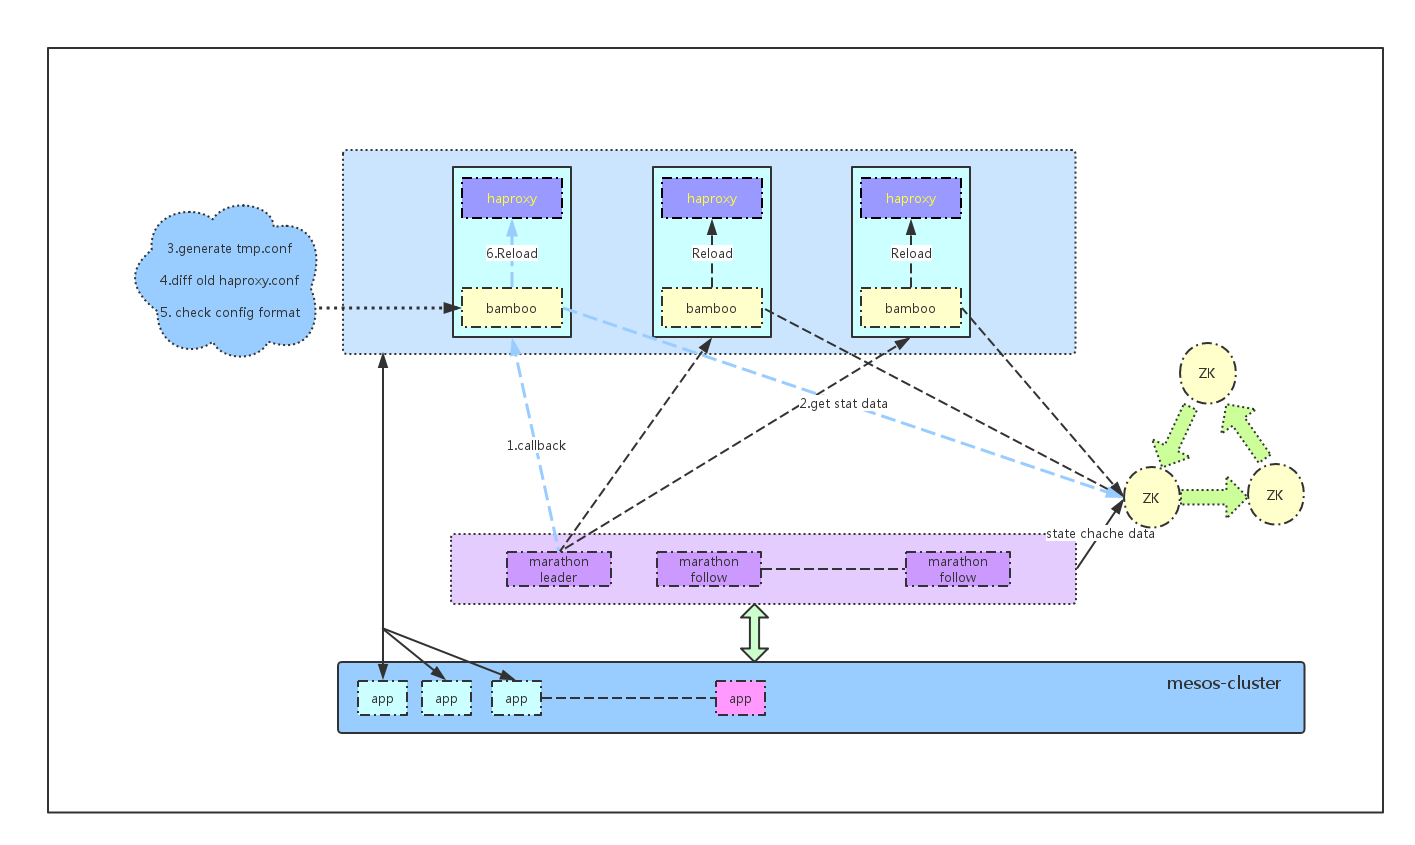 haproxy
haproxy
haproxy
3.generate tmp.conf
4.diff old haproxy.conf
5. check config format
6.Reload
Reload
Reload
bamboo
bamboo
bamboo
ZK
2.get stat data
1.callback
ZK
ZK
state chache data
marathon
leader
marathon
follow
marathon
follow
mesos-cluster
app
app
app
app